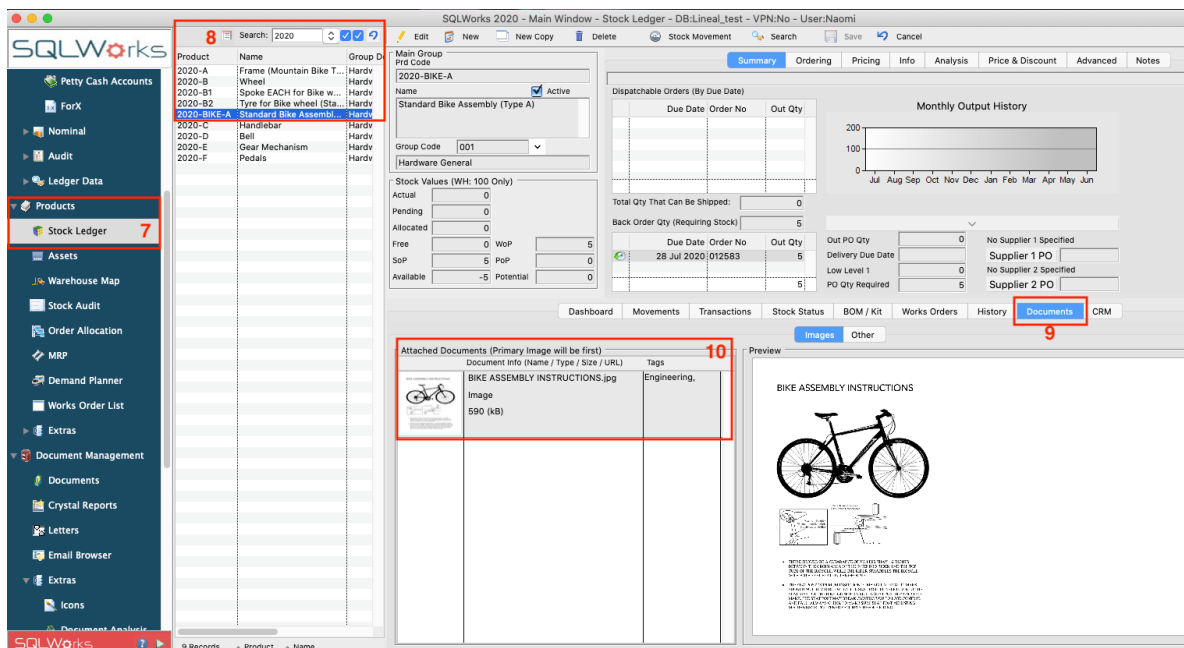 SQLWorks 2020 - Main Window - Stock Ledger - DB:Lineal_test - VPN:No - User:Naomi
SQLWorks
Petty Cash Accounts
ForX
Nominal
Audit
Ledger Data
Products
Stock Ledger 7
Assets
Warehouse Map
Stock Audit
Order Allocation
MRP
Demand Planner
Works Order List
Extras
Document Management
Documents
Crystal Reports
Letters
Email Browser
Extras
Icons
Document Analysis
SQLWorks ?
8 Search: 2020
Product Name Group De
2020-A Frame (Mountain Bike T... Hardw
2020-B Wheel Hardw
2020-B1 Spoke EACH for Bike w... Hardw
2020-B2 Tyre for Bike wheel (Sta... Hardw
2020-BIKE-A Standard Bike Assembl... Hardw
2020-C Handlebar Hardw
2020-D Bell Hardw
2020-E Gear Mechanism Hardw
2020-F Pedals Hardw
9 Records Product Name
Edit New New Copy Delete Stock Movement Search Save Cancel
Main Group
Prd Code
2020-BIKE-A
Name Active
Standard Bike Assembly (Type A)
Group Code 001
Hardware General
Stock Values (WH: 100 Only)
Actual 0
Pending 0
Allocated 0
Free 0 WoP 5
SoP 5 PoP 0
Available -5 Potential 0
Summary Ordering Pricing Info Analysis Price & Discount Advanced Notes
Dispatchable Orders (By Due Date)
Due Date Order No Out Qty
Total Qty That Can Be Shipped: 0
Back Order Qty (Requiring Stock) 5
Due Date Order No Out Qty
28 Jul 2020 012583 5
5
Monthly Output History
200
100
0
Jul Aug Sep Oct Nov Dec Jan Feb Mar Apr May Jun
Out PO Qty 0 No Supplier 1 Specified
Delivery Due Date Supplier 1 PO
Low Level 1 0 No Supplier 2 Specified
PO Qty Required 5 Supplier 2 PO
Dashboard Movements Transactions Stock Status BOM / Kit Works Orders History Documents CRM
9
Images Other
Attached Documents (Primary Image will be first) 10
Document Info (Name / Type / Size / URL) Tags
BIKE ASSEMBLY INSTRUCTIONS.jpg Engineering,
Image
590 (kB)
Preview
BIKE ASSEMBLY INSTRUCTIONS